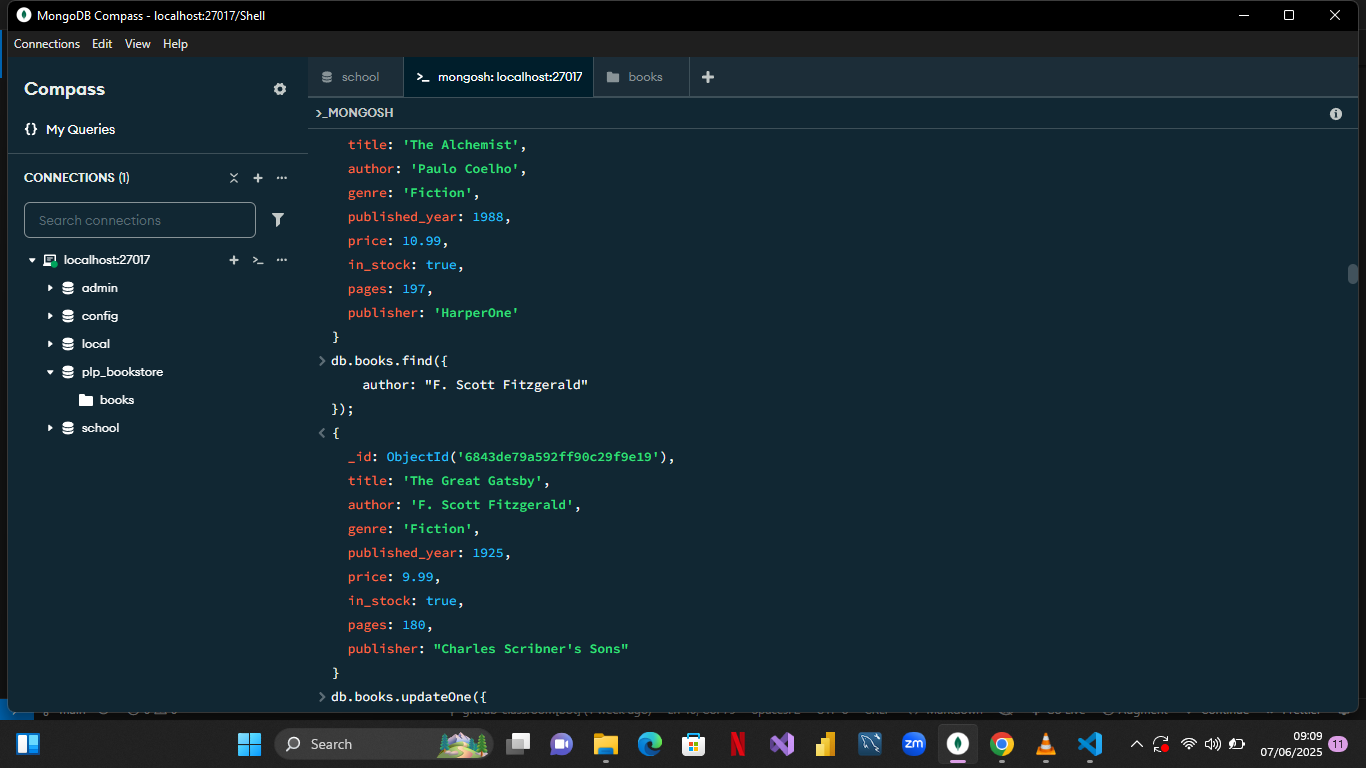 MongoDB Compass - localhost:27017/Shell
Connections Edit View Help
Compass
My Queries
CONNECTIONS (1)
Search connections
localhost:27017
admin
config
local
plp_bookstore
books
school
school
>_ mongosh: localhost:27017
books
>_MONGOSH
title: 'The Alchemist',
author: 'Paulo Coelho',
genre: 'Fiction',
published_year: 1988,
price: 10.99,
in_stock: true,
pages: 197,
publisher: 'HarperOne'
}
> db.books.find({
author: "F. Scott Fitzgerald"
});
< {
_id: ObjectId('6843de79a592ff90c29f9e19'),
title: 'The Great Gatsby',
author: 'F. Scott Fitzgerald',
genre: 'Fiction',
published_year: 1925,
price: 9.99,
in_stock: true,
pages: 180,
publisher: "Charles Scribner's Sons"
}
> db.books.updateOne({
Search
zm
09:09
07/06/2025
11